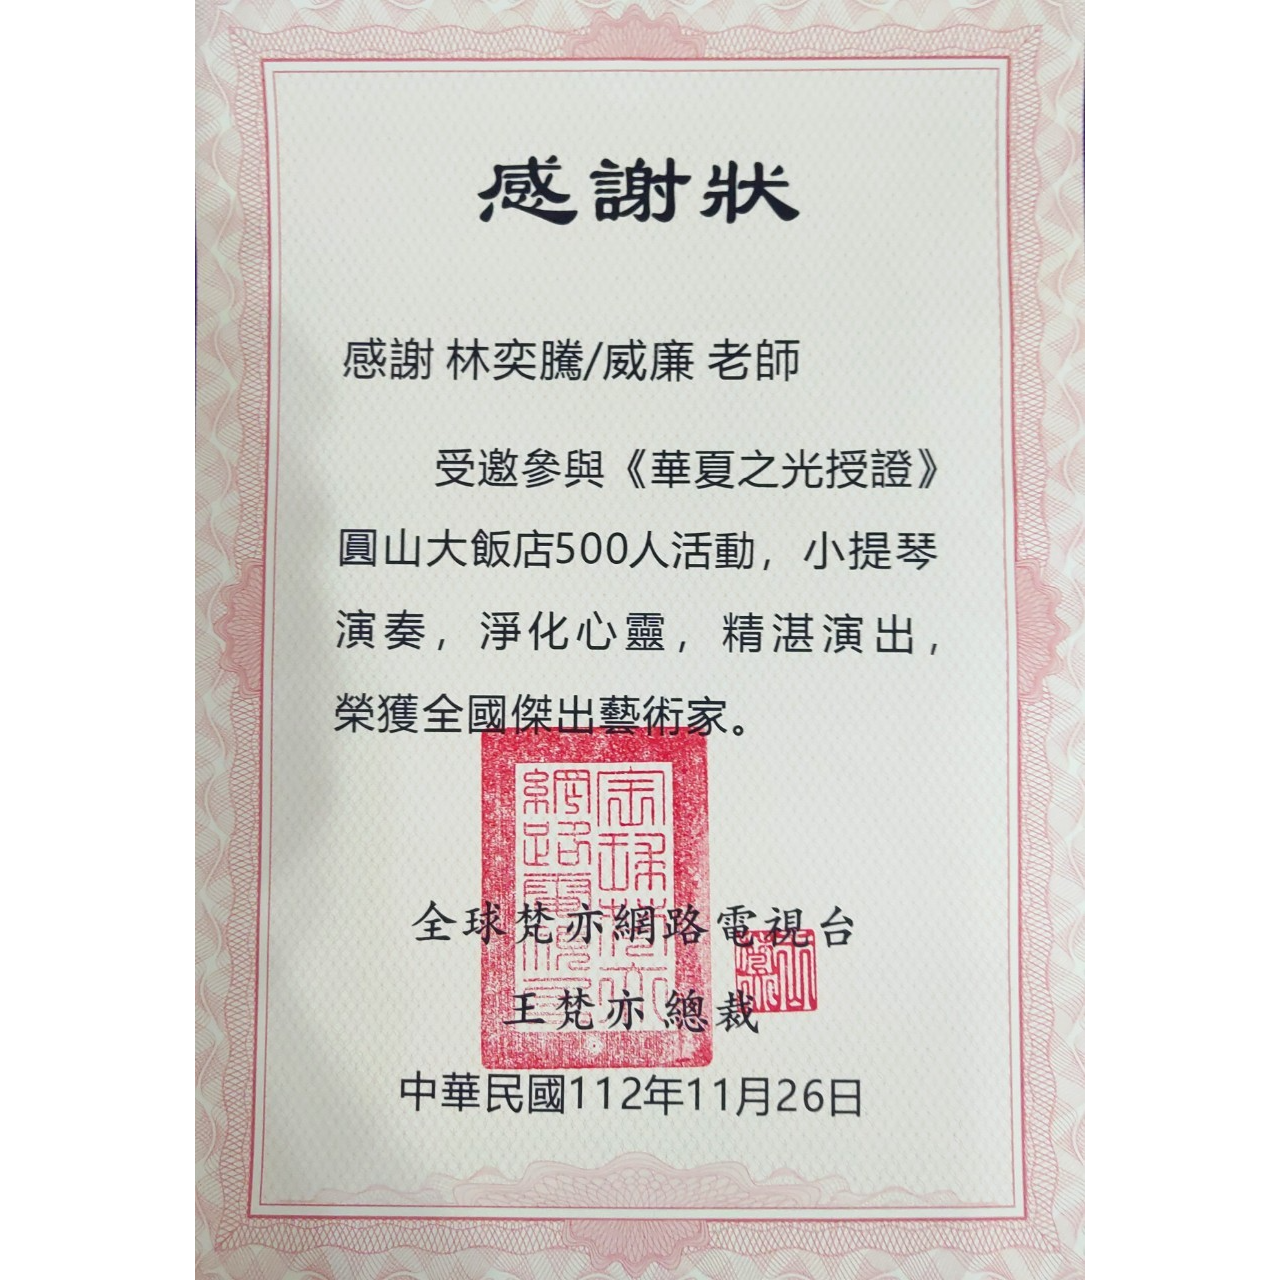 感謝狀
感謝 林奕騰/威廉 老師
受邀參與《華夏之光授證》
圓山大飯店500人活動，小提琴
演奏，淨化心靈，精湛演出，
榮獲全國傑出藝術家。
全球梵亦網路電視台
王梵亦總裁
中華民國112年11月26日